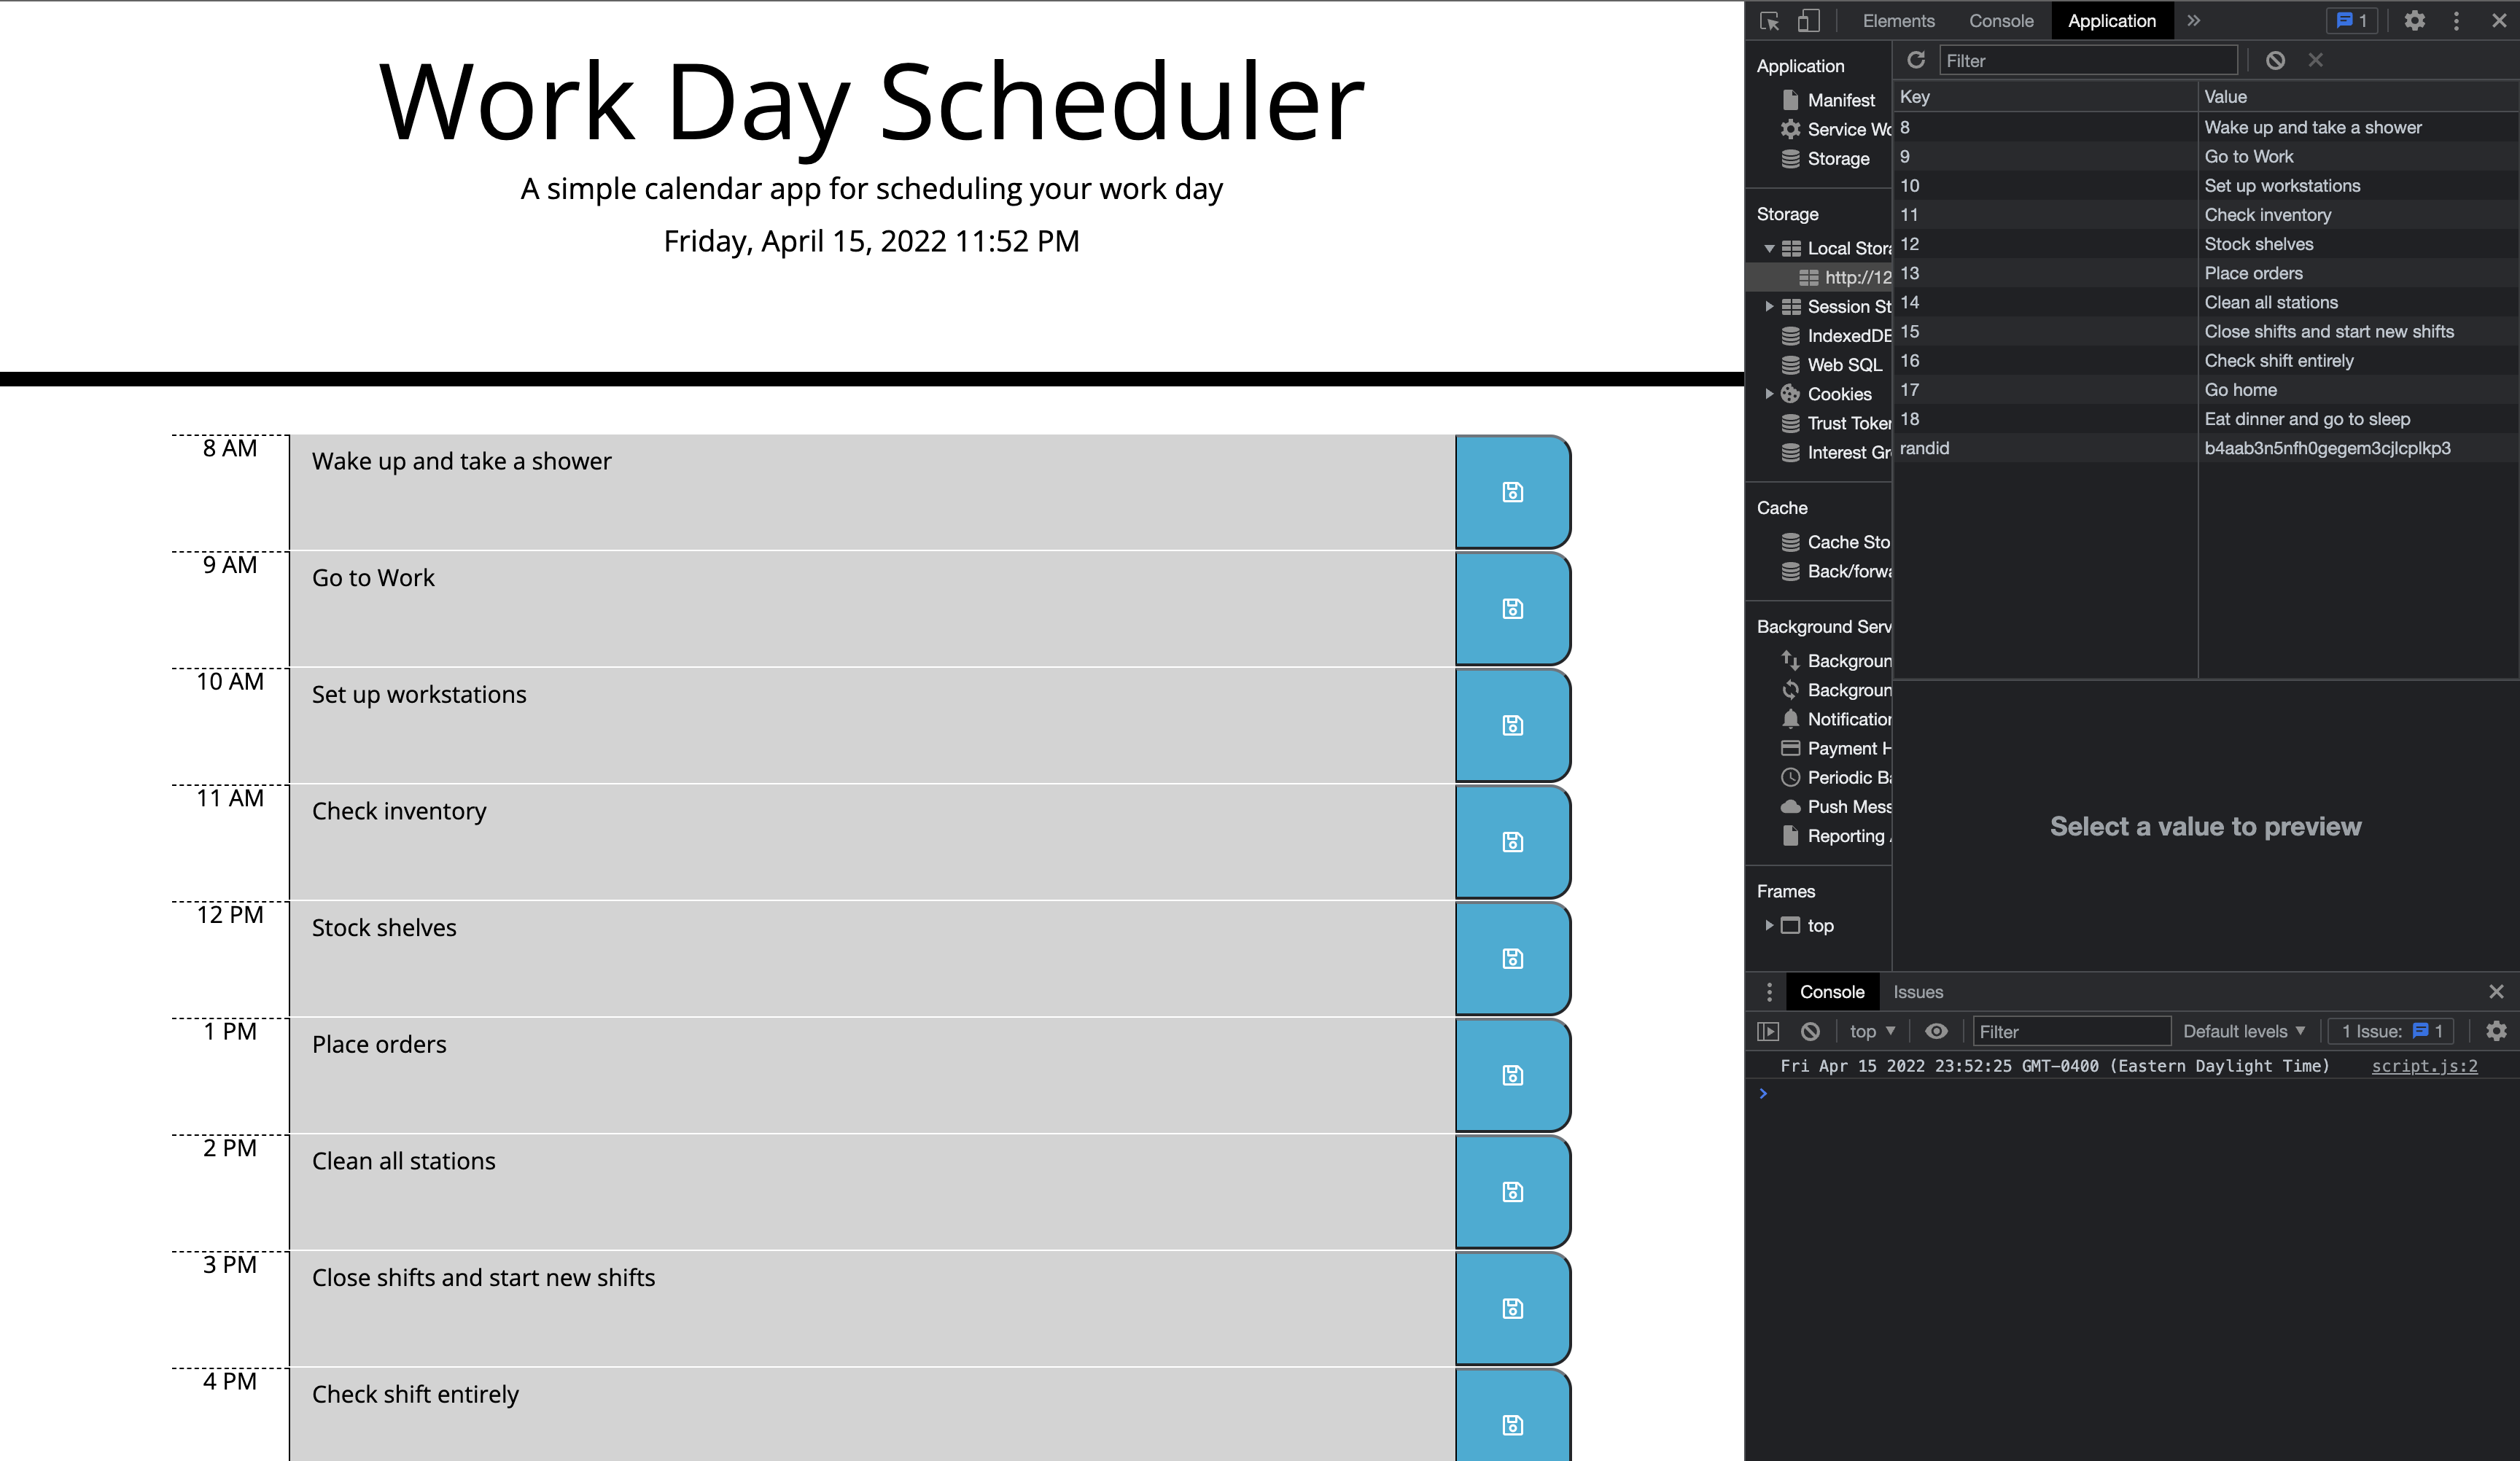 Work Day Scheduler
A simple calendar app for scheduling your work day
Friday, April 15, 2022 11:52 PM
8 AM
Wake up and take a shower
9 AM
Go to Work
10 AM
Set up workstations
11 AM
Check inventory
12 PM
Stock shelves
1 PM
Place orders
2 PM
Clean all stations
3 PM
Close shifts and start new shifts
4 PM
Check shift entirely
Elements Console Application 1
Application
Manifest
Service Wo
Storage
Storage
Local Stora
http://12
Session St
IndexedDB
Web SQL
Cookies
Trust Token
Interest Gr
Cache
Cache Sto
Back/forwa
Background Serv
Backgroun
Backgroun
Notification
Payment H
Periodic Ba
Push Mess
Reporting
Frames
top
Filter
Key Value
8 Wake up and take a shower
9 Go to Work
10 Set up workstations
11 Check inventory
12 Stock shelves
13 Place orders
14 Clean all stations
15 Close shifts and start new shifts
16 Check shift entirely
17 Go home
18 Eat dinner and go to sleep
randid b4aab3n5nfh0gegem3cjlcplkp3
Select a value to preview
Console Issues
top Filter Default levels 1 Issue: 1
Fri Apr 15 2022 23:52:25 GMT-0400 (Eastern Daylight Time) script.js:2